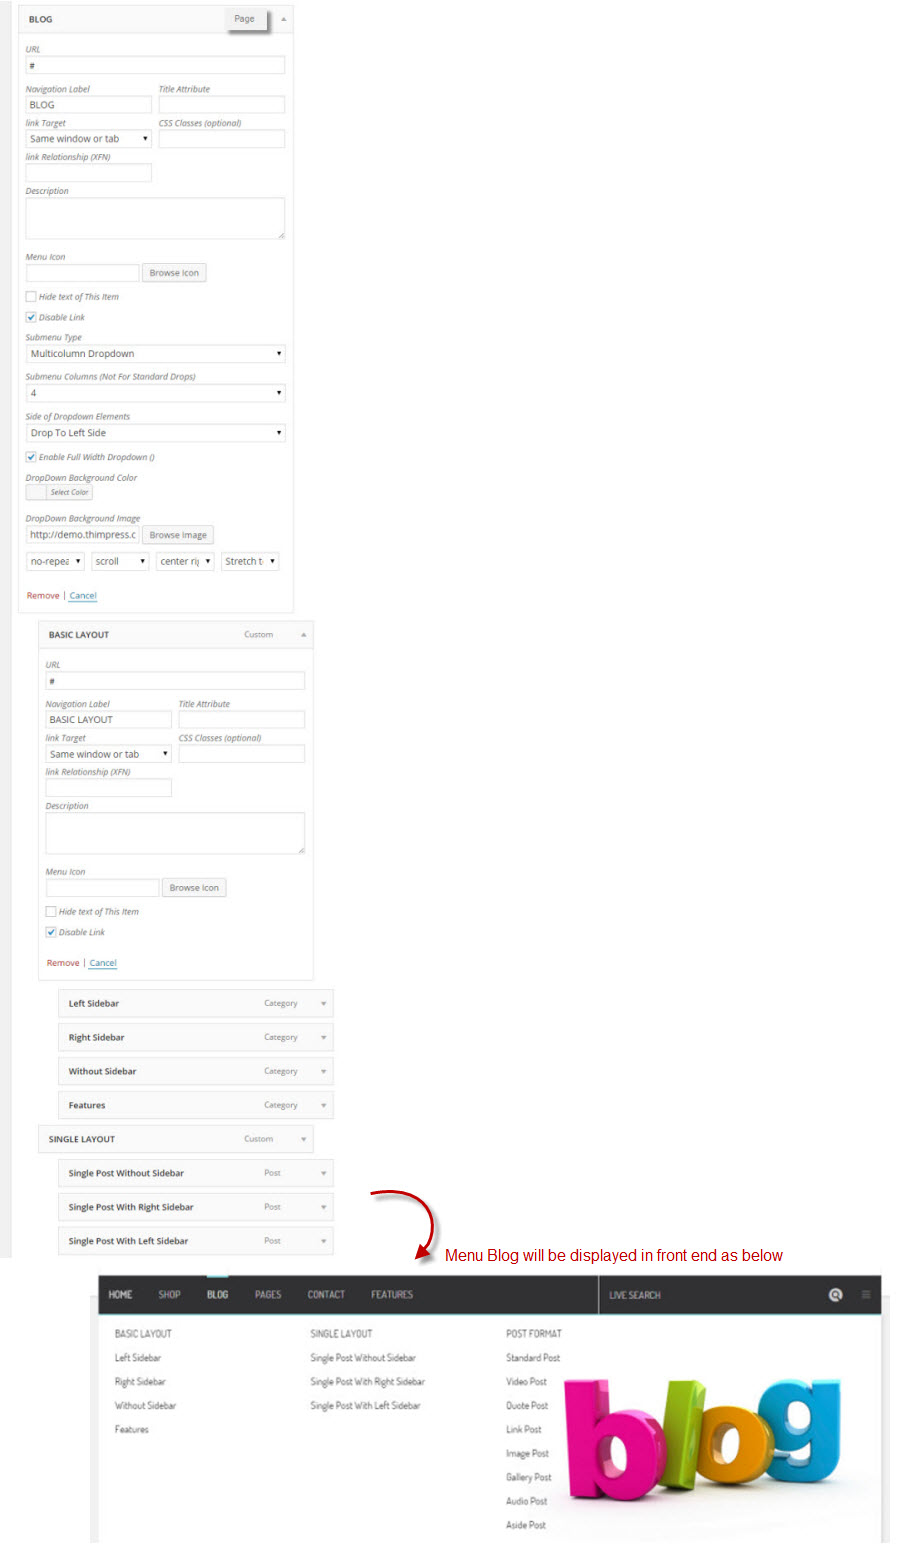 BLOG Page
URL
#
Navigation Label Title Attribute
BLOG
link Target CSS Classes (optional)
Same window or tab
link Relationship (XFN)
Description
Menu Icon
Browse Icon
Hide text of This Item
Disable Link
Submenu Type
Multicolumn Dropdown
Submenu Columns (Not For Standard Drops)
4
Side of Dropdown Elements
Drop To Left Side
Enable Full Width Dropdown ()
DropDown Background Color
Select Color
DropDown Background Image
http://demo.thimpress.c Browse Image
no-repea scroll center rig Stretch t
Remove | Cancel
BASIC LAYOUT Custom
URL
#
Navigation Label Title Attribute
BASIC LAYOUT
link Target CSS Classes (optional)
Same window or tab
link Relationship (XFN)
Description
Menu Icon
Browse Icon
Hide text of This Item
Disable Link
Remove | Cancel
Left Sidebar Category
Right Sidebar Category
Without Sidebar Category
Features Category
SINGLE LAYOUT Custom
Single Post Without Sidebar Post
Single Post With Right Sidebar Post
Single Post With Left Sidebar Post
Menu Blog will be displayed in front end as below
HOME SHOP BLOG PAGES CONTACT FEATURES LIVE SEARCH
BASIC LAYOUT SINGLE LAYOUT POST FORMAT
Left Sidebar Single Post Without Sidebar Standard Post
Right Sidebar Single Post With Right Sidebar Video Post
Without Sidebar Single Post With Left Sidebar Quote Post
Features Link Post
Image Post
Gallery Post
Audio Post
Aside Post
blog